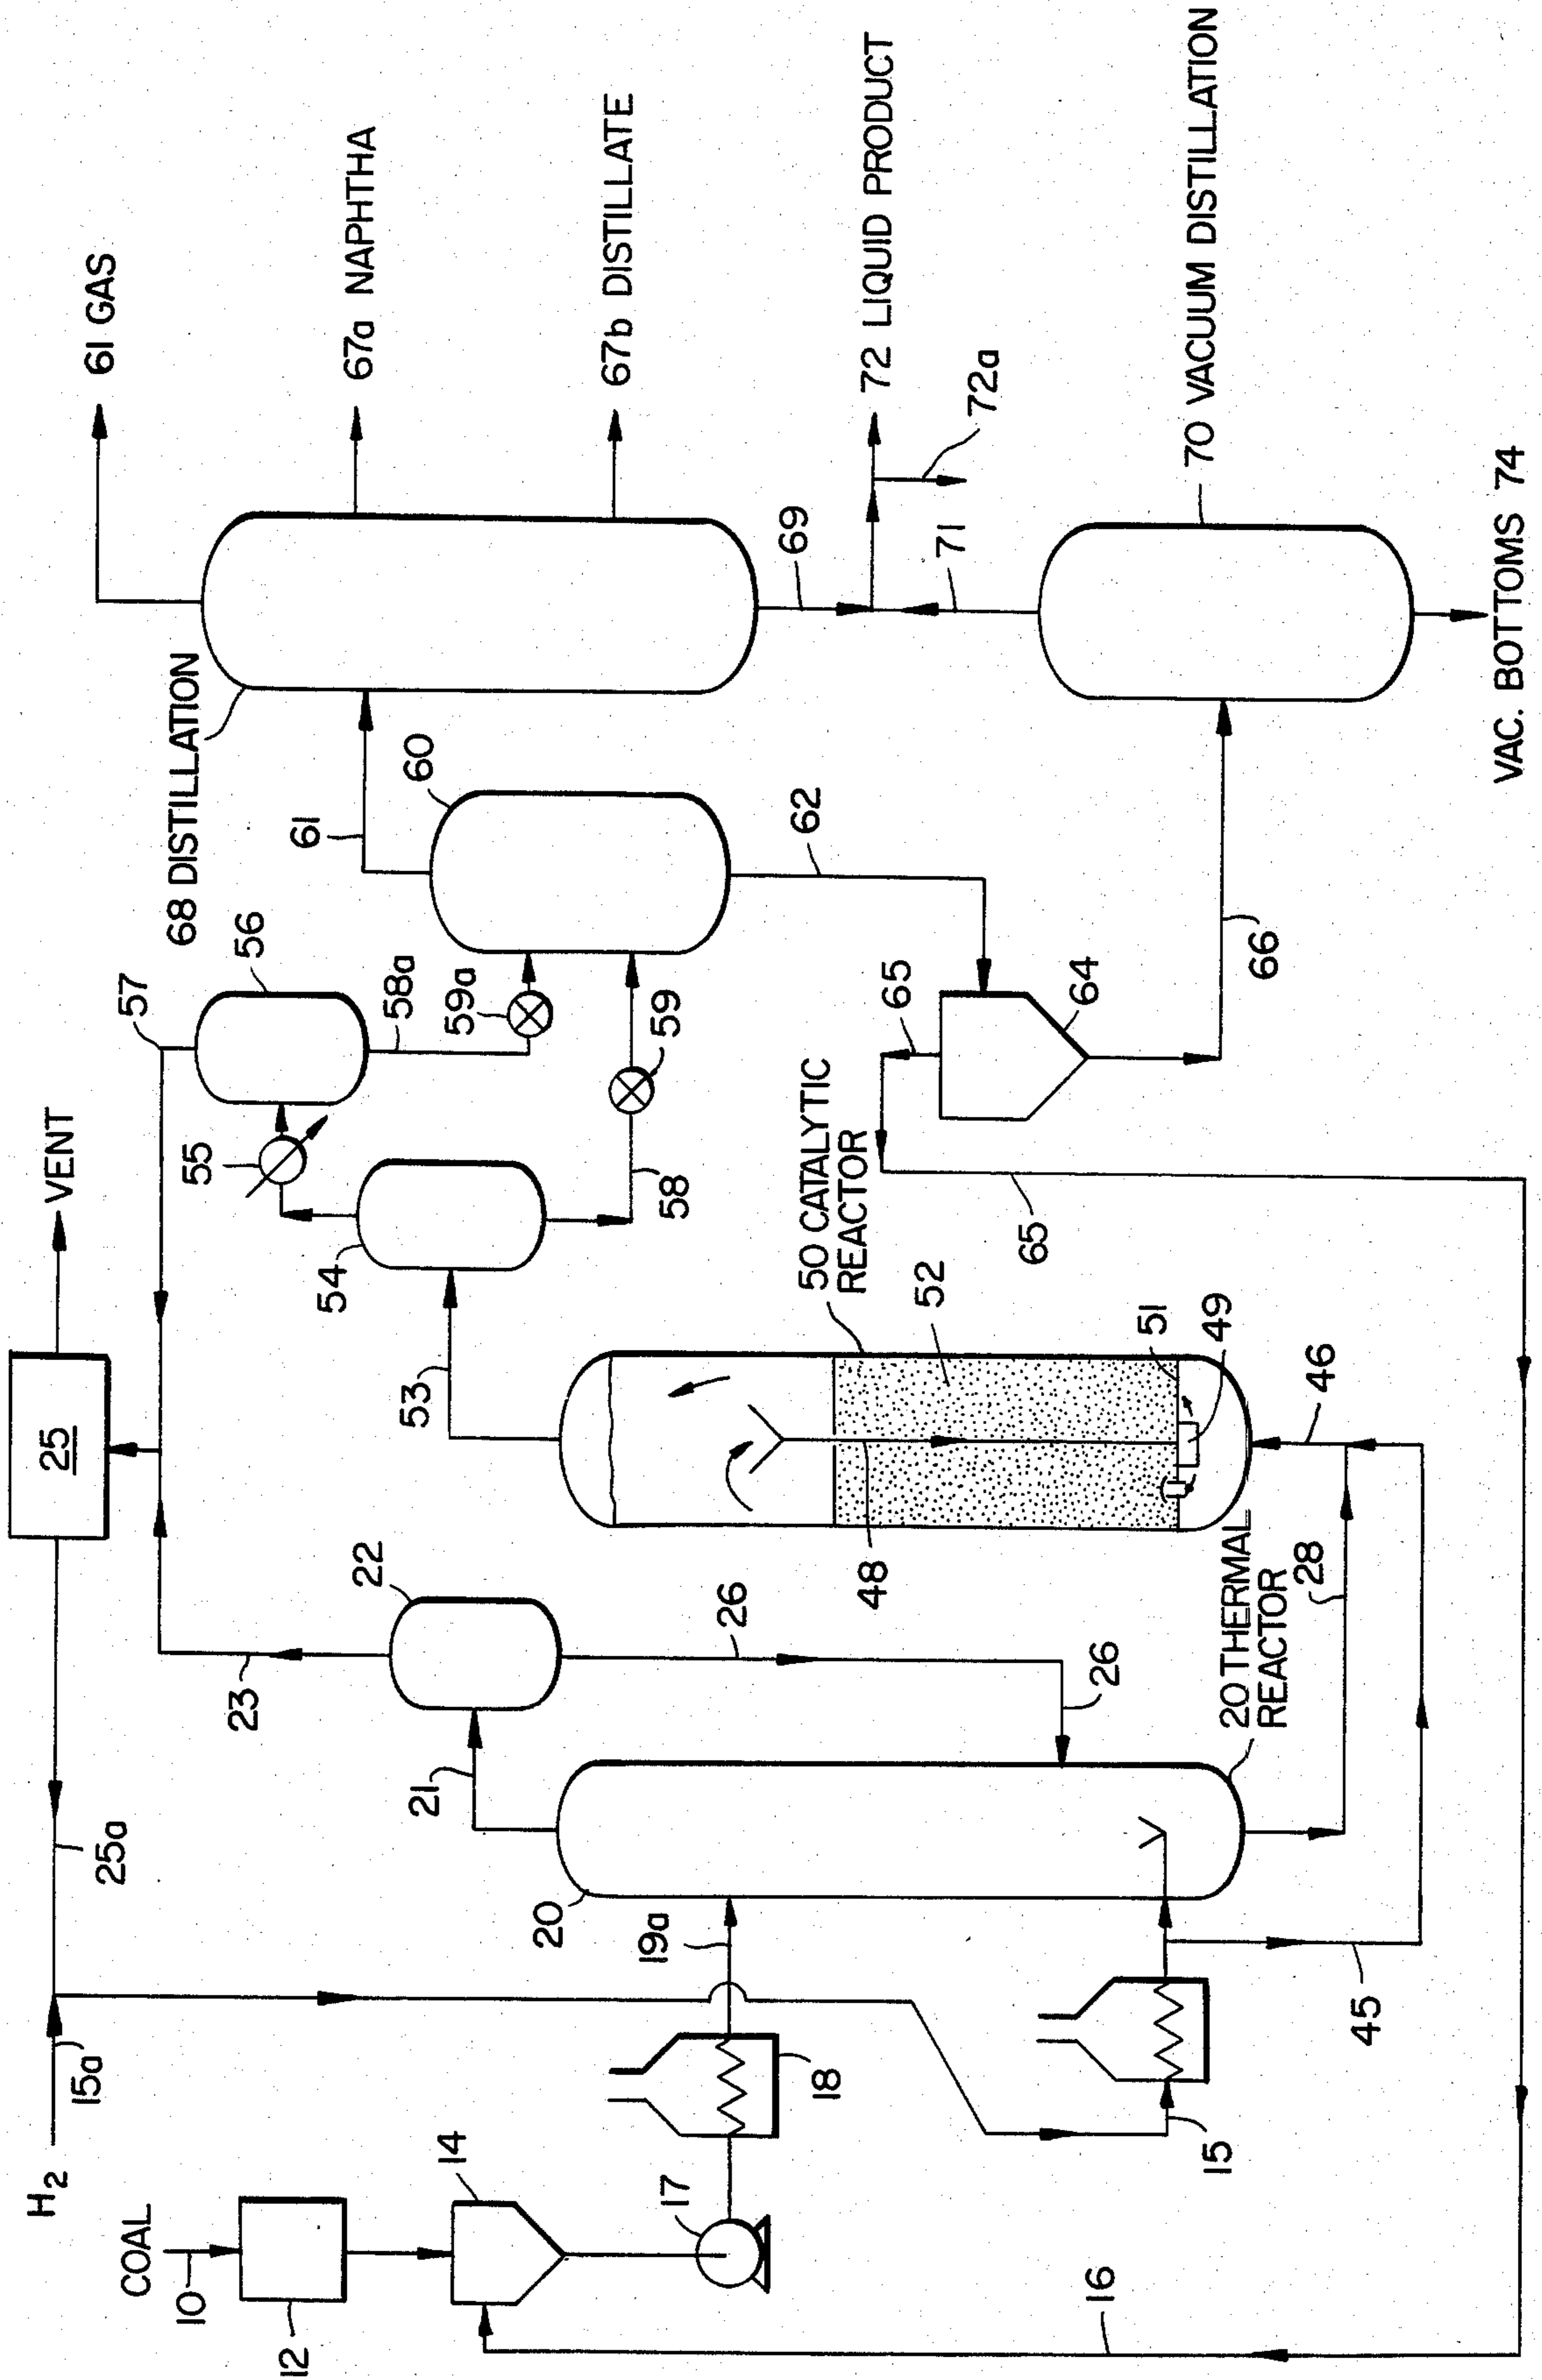 H2
15a
25a
25
VENT
57
61 GAS
COAL
10
12
14
16
17
18
19a
20
21
22
23
26
26
20 THERMAL
REACTOR
28
15
45
46
48
49
51
52
50 CATALYTIC
REACTOR
53
54
55
56
58
58a
59
59a
60
61
62
64
65
65
66
68 DISTILLATION
67a NAPHTHA
67b DISTILLATE
69
71
72 LIQUID PRODUCT
72a
70 VACUUM DISTILLATION
VAC. BOTTOMS 74